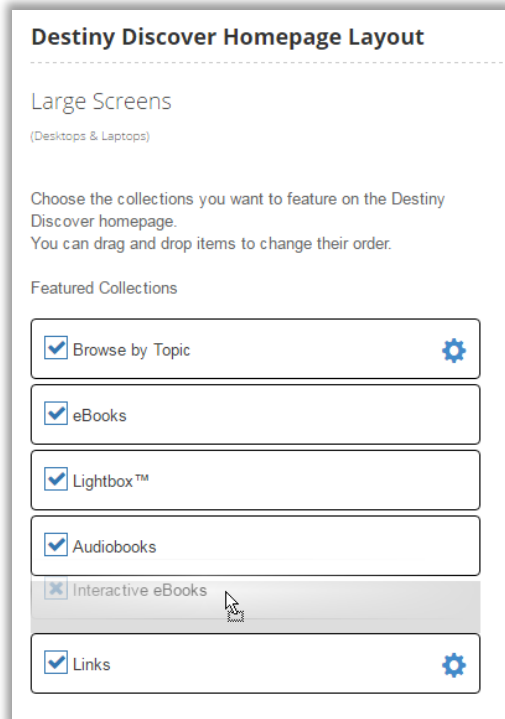 Destiny Discover Homepage Layout
Large Screens
(Desktops & Laptops)
Choose the collections you want to feature on the Destiny
Discover homepage.
You can drag and drop items to change their order.
Featured Collections
Browse by Topic
eBooks
Lightbox™
Audiobooks
Interactive eBooks
Links